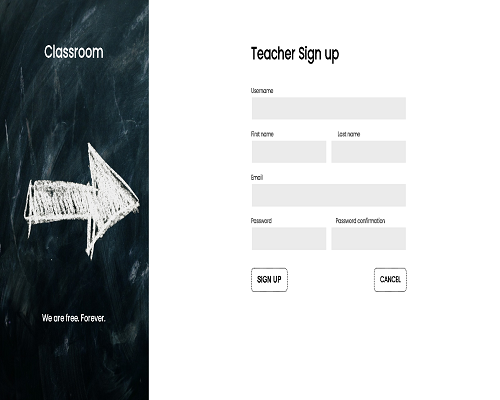 Classroom
We are free. Forever.
Teacher Sign up
Username
First name
Last name
Email
Password
Password confirmation
SIGN UP
CANCEL